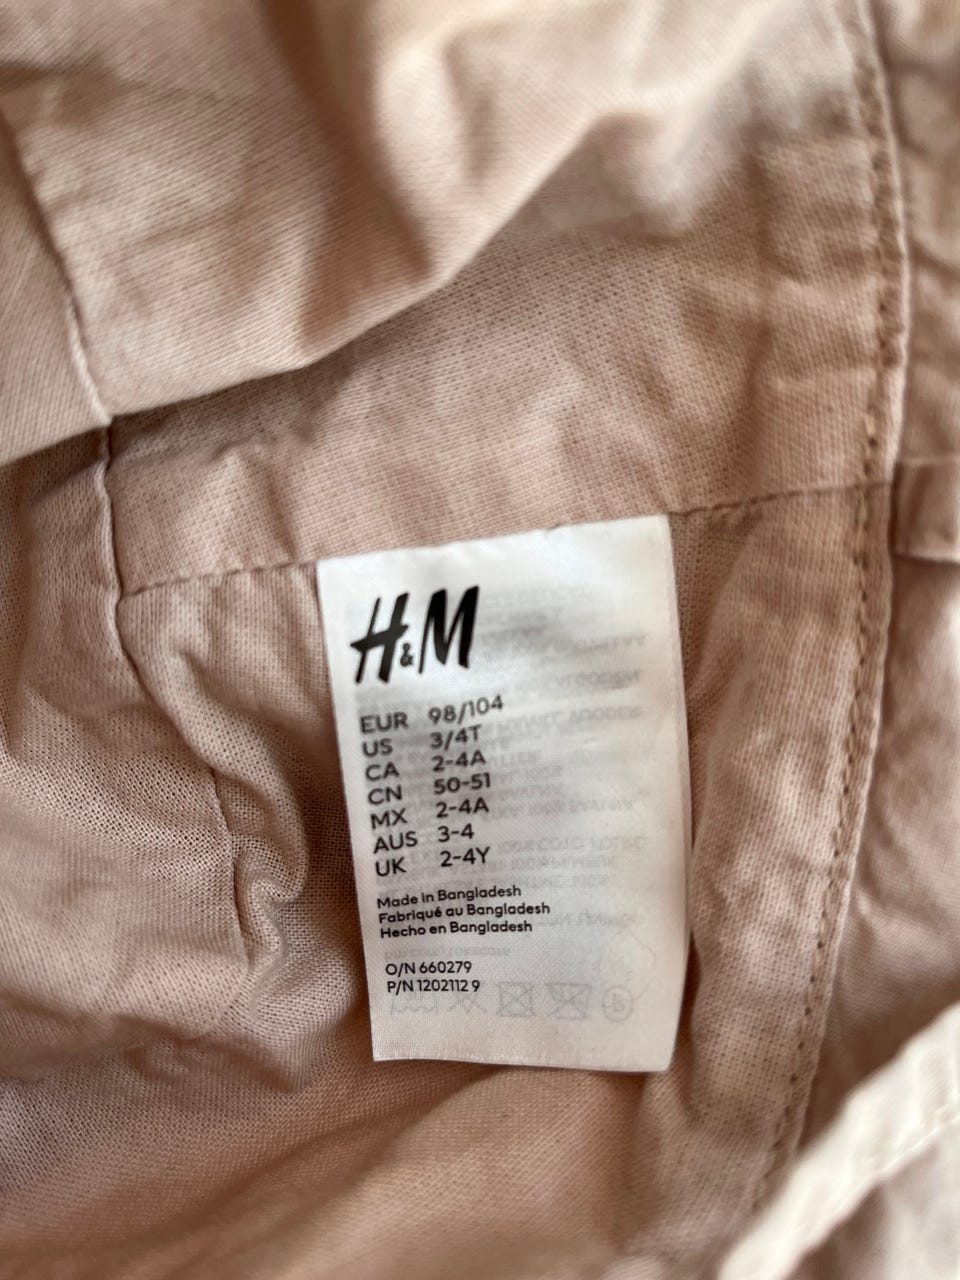 H&M
EUR 98/104
US 3/4T
CA 2-4A
CN 50-51
MX 2-4A
AUS 3-4
UK 2-4Y
Made in Bangladesh
Fabriqué au Bangladesh
Hecho en Bangladesh
O/N 660279
P/N 1202112 9